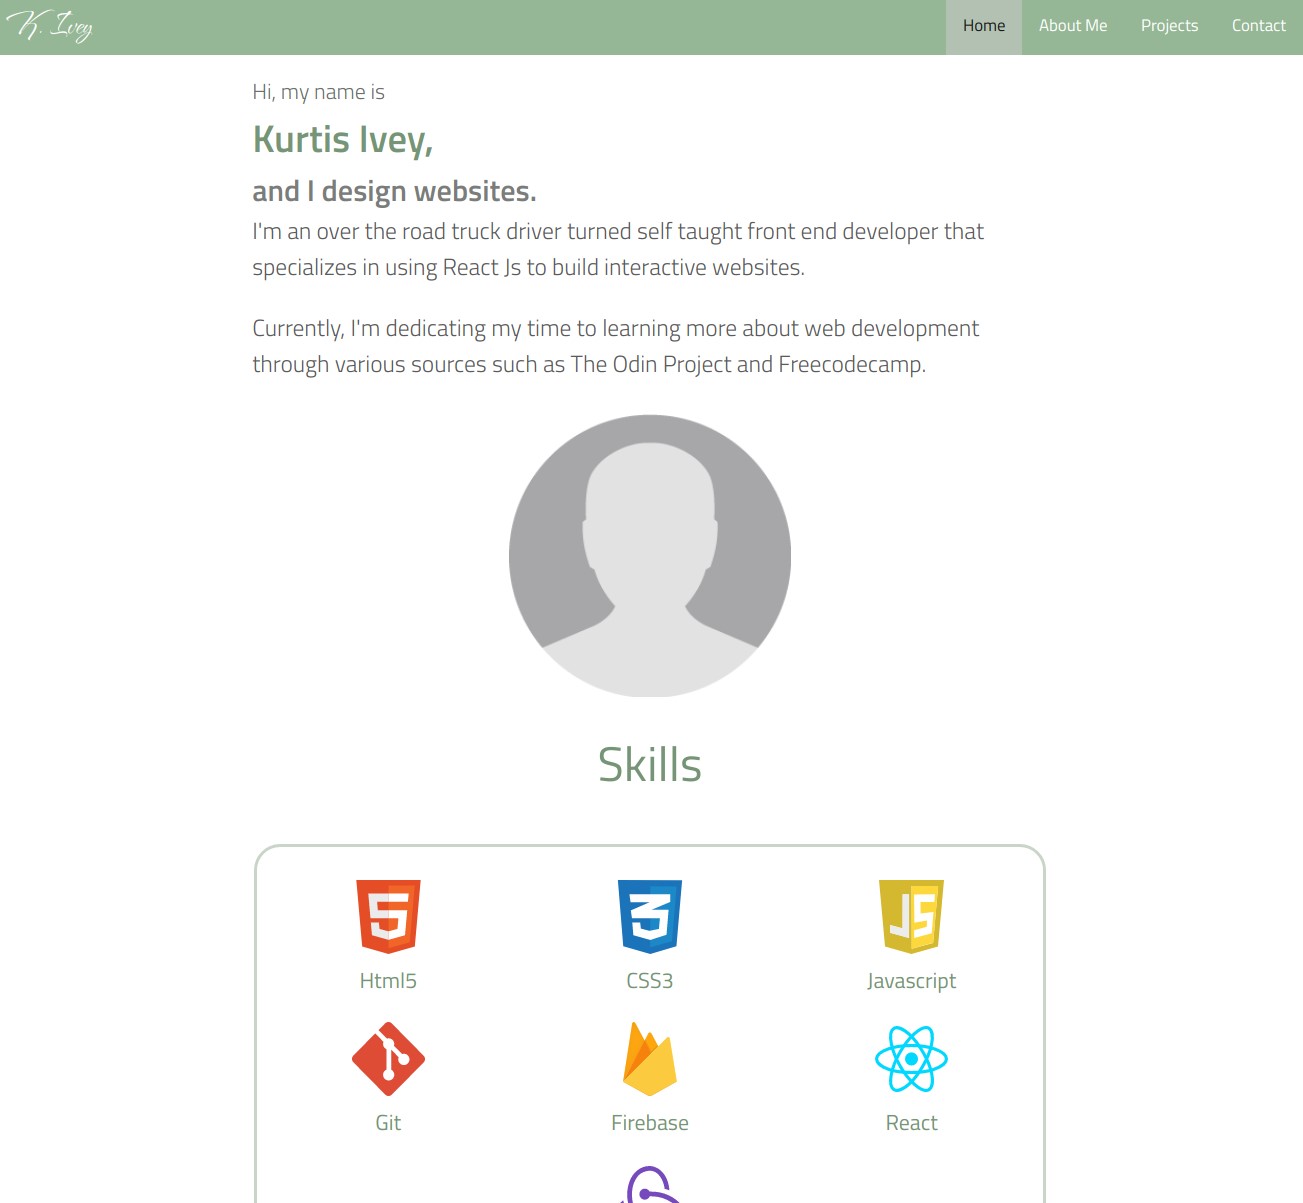 K. Ivey
Home
About Me
Projects
Contact
Hi, my name is
Kurtis Ivey,
and I design websites.
I'm an over the road truck driver turned self taught front end developer that
specializes in using React Js to build interactive websites.
Currently, I'm dedicating my time to learning more about web development
through various sources such as The Odin Project and Freecodecamp.
Skills
5
3
JS
Html5
CSS3
Javascript
Git
Firebase
React